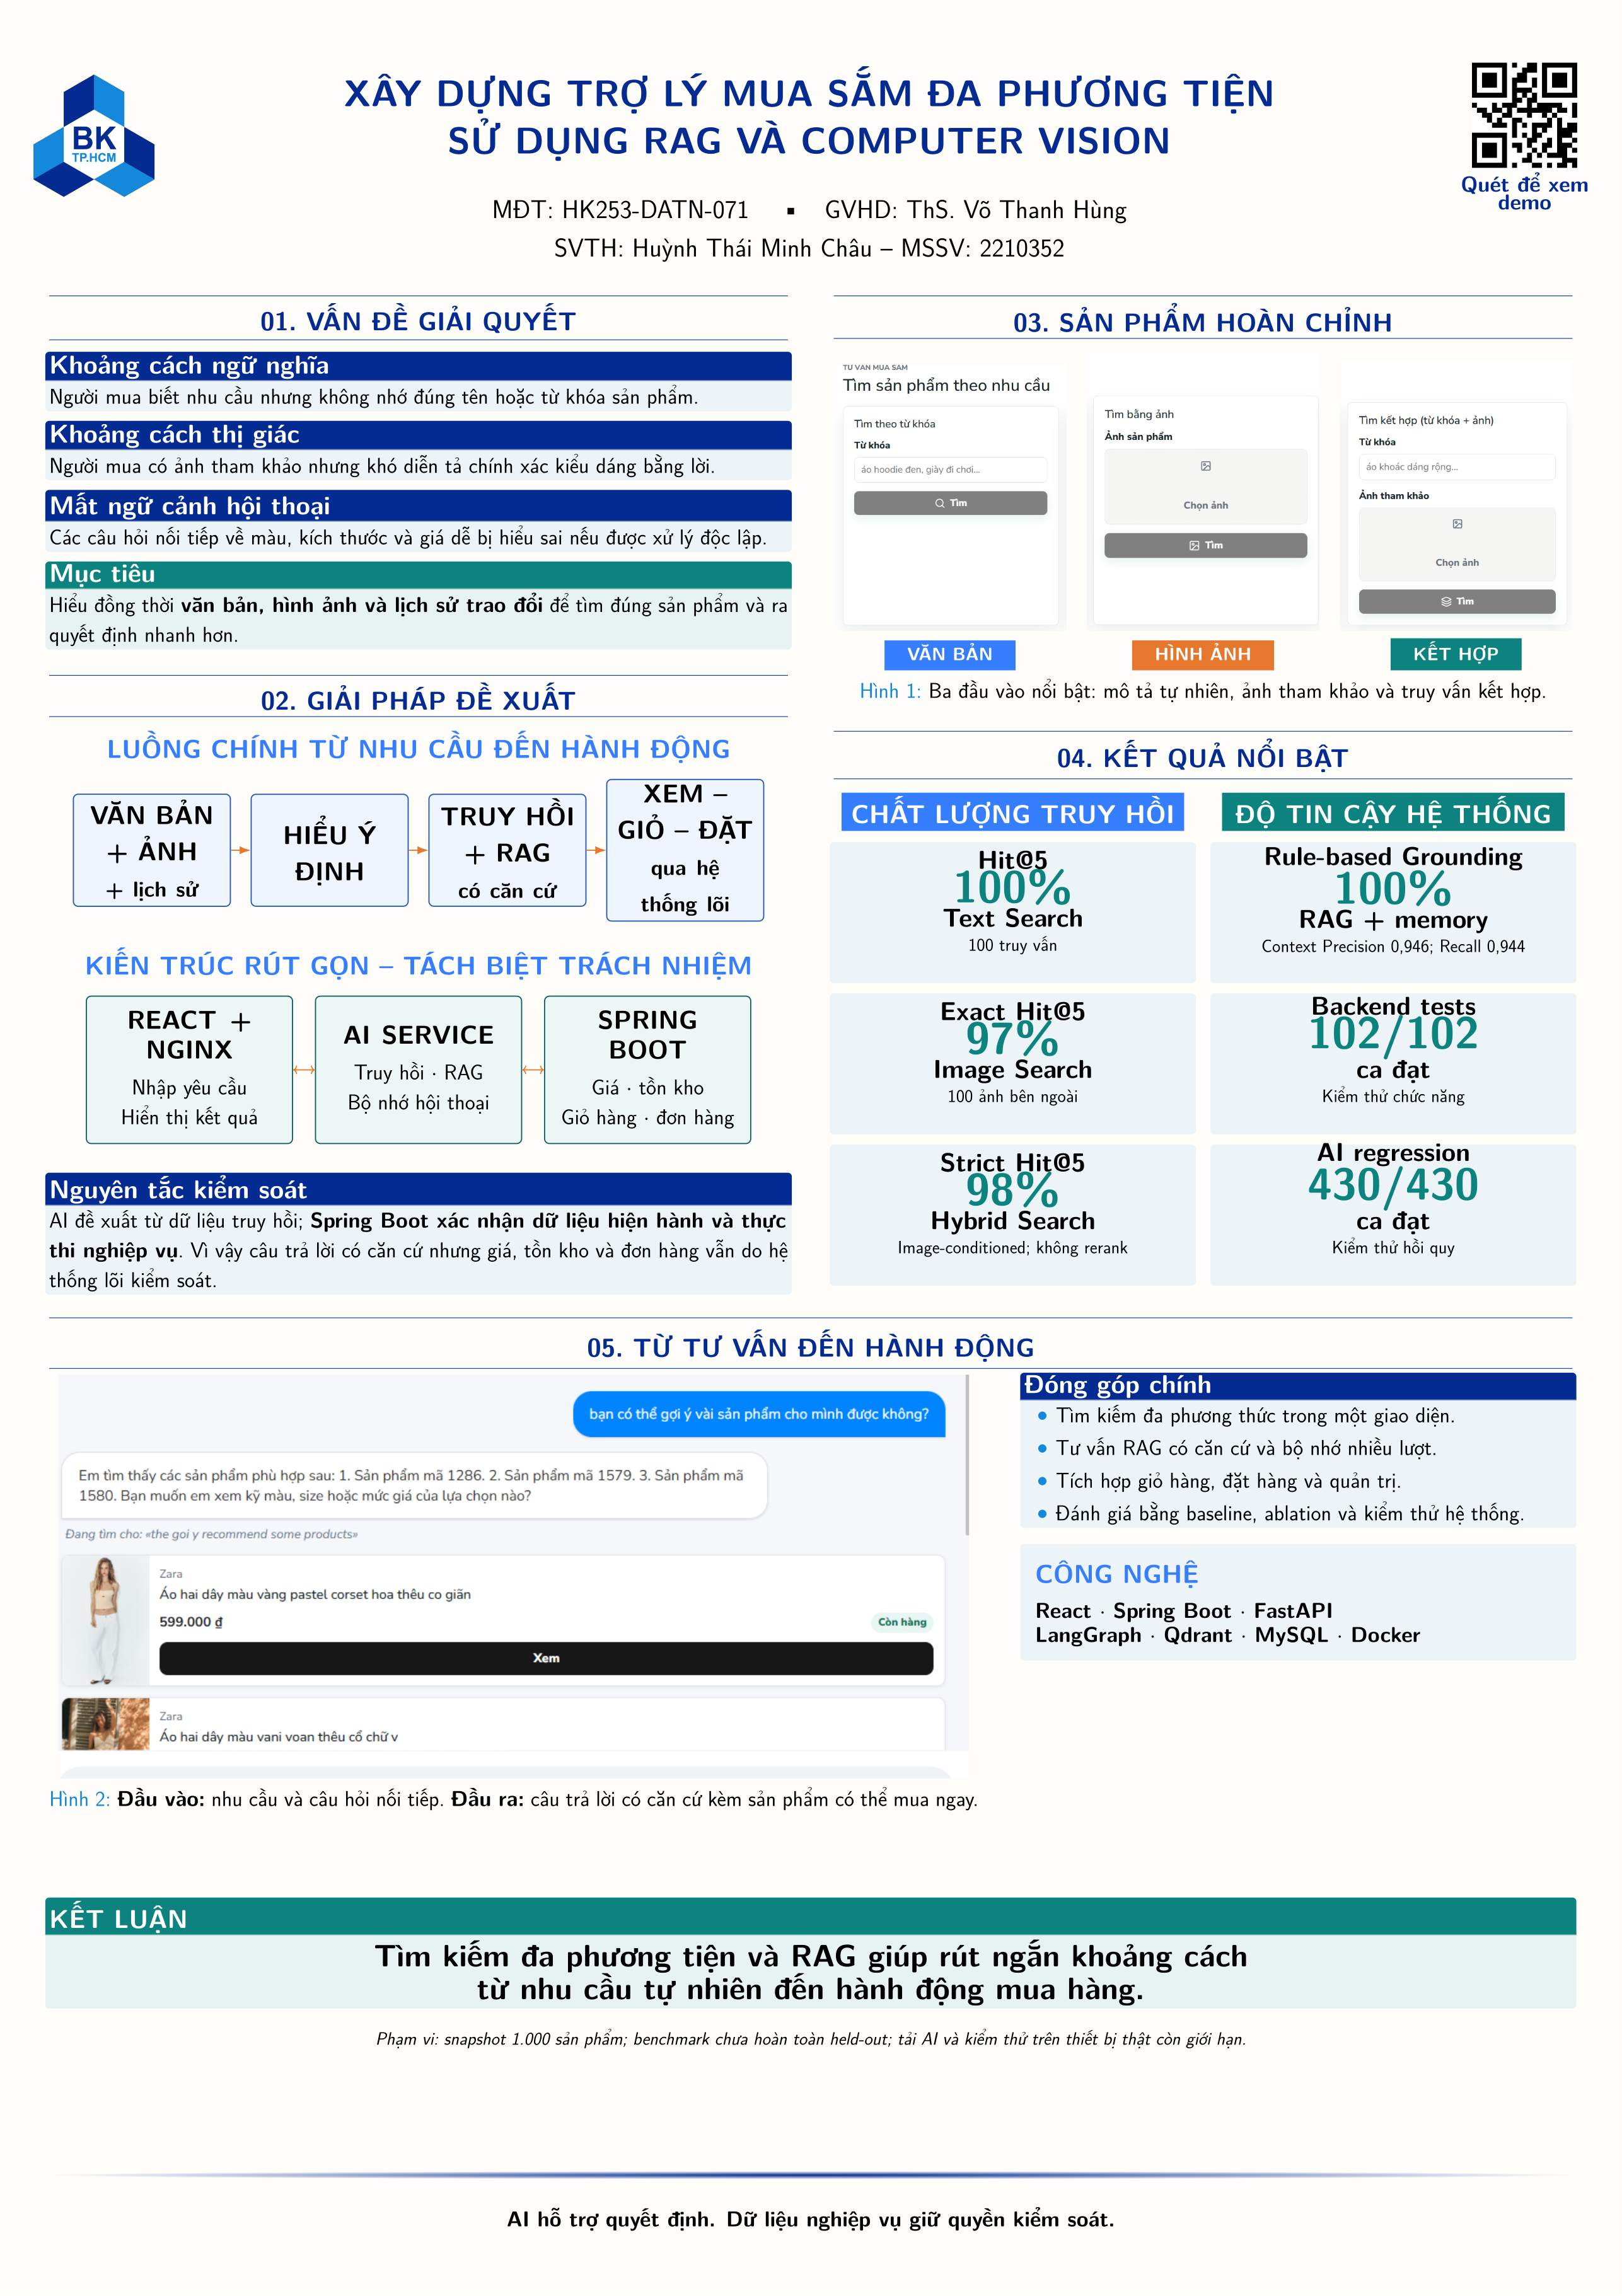 BK
TP.HCM
XÂY DỰNG TRỢ LÝ MUA SẮM ĐA PHƯƠNG TIỆN
SỬ DỤNG RAG VÀ COMPUTER VISION
MĐT: HK253-DATN-071 ▪ GVHD: ThS. Võ Thanh Hùng
SVTH: Huỳnh Thái Minh Châu – MSSV: 2210352
Quét để xem
demo
01. VẤN ĐỀ GIẢI QUYẾT
Khoảng cách ngữ nghĩa
Người mua biết nhu cầu nhưng không nhớ đúng tên hoặc từ khóa sản phẩm.
Khoảng cách thị giác
Người mua có ảnh tham khảo nhưng khó diễn tả chính xác kiểu dáng bằng lời.
Mất ngữ cảnh hội thoại
Các câu hỏi nối tiếp về màu, kích thước và giá dễ bị hiểu sai nếu được xử lý độc lập.
Mục tiêu
Hiểu đồng thời văn bản, hình ảnh và lịch sử trao đổi để tìm đúng sản phẩm và ra
quyết định nhanh hơn.
02. GIẢI PHÁP ĐỀ XUẤT
LUỒNG CHÍNH TỪ NHU CẦU ĐẾN HÀNH ĐỘNG
VĂN BẢN
+ ẢNH
+ lịch sử
HIỂU Ý
ĐỊNH
TRUY HỒI
+ RAG
có căn cứ
XEM –
GIỎ – ĐẶT
qua hệ
thống lõi
KIẾN TRÚC RÚT GỌN – TÁCH BIỆT TRÁCH NHIỆM
REACT +
NGINX
Nhập yêu cầu
Hiển thị kết quả
AI SERVICE
Truy hồi · RAG
Bộ nhớ hội thoại
SPRING
BOOT
Giá · tồn kho
Giỏ hàng · đơn hàng
Nguyên tắc kiểm soát
AI đề xuất từ dữ liệu truy hồi; Spring Boot xác nhận dữ liệu hiện hành và thực
thi nghiệp vụ. Vì vậy câu trả lời có căn cứ nhưng giá, tồn kho và đơn hàng vẫn do hệ
thống lõi kiểm soát.
03. SẢN PHẨM HOÀN CHỈNH
TU VAN MUA SAM
Tìm sản phẩm theo nhu cầu
Tìm theo từ khóa
Từ khóa
áo hoodie đen, giày đi chơi...
Tìm
VĂN BẢN
Tìm bằng ảnh
Ảnh sản phẩm
Chọn ảnh
Tìm
HÌNH ẢNH
Tìm kết hợp (từ khóa + ảnh)
Từ khóa
áo khoác dáng rộng...
Ảnh tham khảo
Chọn ảnh
Tìm
KẾT HỢP
Hình 1: Ba đầu vào nổi bật: mô tả tự nhiên, ảnh tham khảo và truy vấn kết hợp.
04. KẾT QUẢ NỔI BẬT
CHẤT LƯỢNG TRUY HỒI
Hit@5
100%
Text Search
100 truy vấn
Exact Hit@5
97%
Image Search
100 ảnh bên ngoài
Strict Hit@5
98%
Hybrid Search
Image-conditioned; không rerank
ĐỘ TIN CẬY HỆ THỐNG
Rule-based Grounding
100%
RAG + memory
Context Precision 0,946; Recall 0,944
Backend tests
102/102
ca đạt
Kiểm thử chức năng
AI regression
430/430
ca đạt
Kiểm thử hồi quy
05. TỪ TƯ VẤN ĐẾN HÀNH ĐỘNG
bạn có thể gợi ý vài sản phẩm cho mình được không?
Em tìm thấy các sản phẩm phù hợp sau: 1. Sản phẩm mã 1286. 2. Sản phẩm mã 1579. 3. Sản phẩm mã
1580. Bạn muốn em xem kỹ màu, size hoặc mức giá của lựa chọn nào?
Đang tìm cho: «the goi y recommend some products»
Zara
Áo hai dây màu vàng pastel corset hoa thêu co giãn
599.000 ₫
Còn hàng
Xem
Zara
Áo hai dây màu vani voan thêu cổ chữ v
Hình 2: Đầu vào: nhu cầu và câu hỏi nối tiếp. Đầu ra: câu trả lời có căn cứ kèm sản phẩm có thể mua ngay.
Đóng góp chính
• Tìm kiếm đa phương thức trong một giao diện.
• Tư vấn RAG có căn cứ và bộ nhớ nhiều lượt.
• Tích hợp giỏ hàng, đặt hàng và quản trị.
• Đánh giá bằng baseline, ablation và kiểm thử hệ thống.
CÔNG NGHỆ
React · Spring Boot · FastAPI
LangGraph · Qdrant · MySQL · Docker
KẾT LUẬN
Tìm kiếm đa phương tiện và RAG giúp rút ngắn khoảng cách
từ nhu cầu tự nhiên đến hành động mua hàng.
Phạm vi: snapshot 1.000 sản phẩm; benchmark chưa hoàn toàn held-out; tải AI và kiểm thử trên thiết bị thật còn giới hạn.
AI hỗ trợ quyết định. Dữ liệu nghiệp vụ giữ quyền kiểm soát.